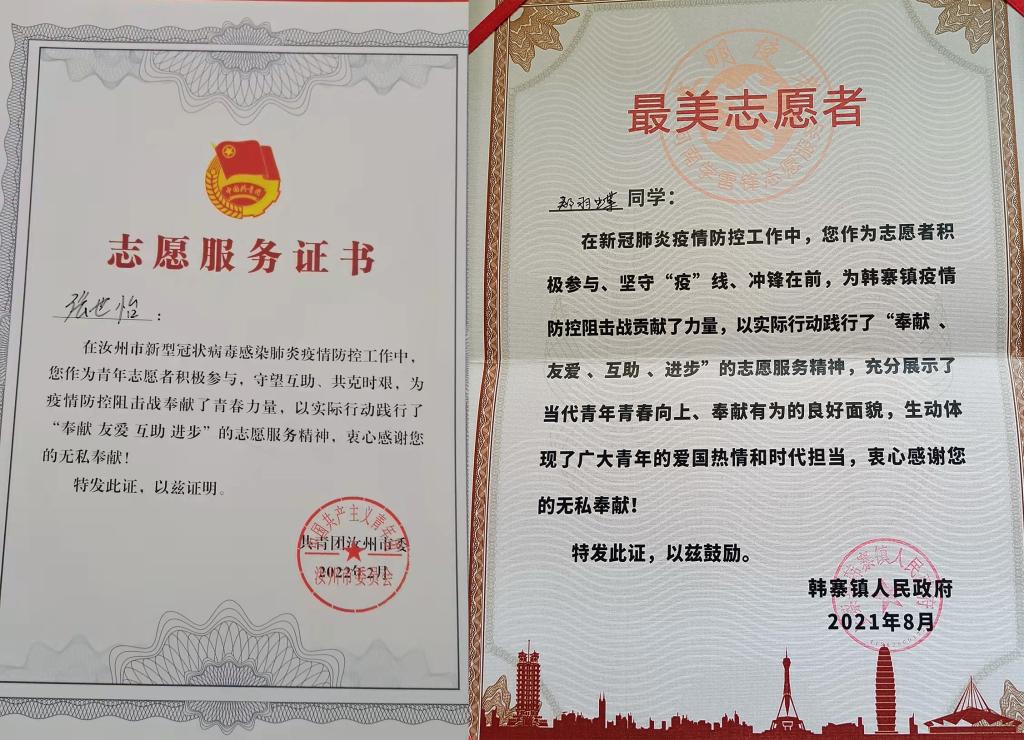 中国共青团
志愿服务证书
张世怡：
在汝州市新型冠状病毒感染肺炎疫情防控工作中，
您作为青年志愿者积极参与，守望互助、共克时艰，为
疫情防控阻击战奉献了青春力量，以实际行动践行了
“奉献 友爱 互助 进步”的志愿服务精神，衷心感谢您
的无私奉献！
特发此证，以兹证明。
共青团汝州市委
2022年2月
汝州市委员会
最美志愿者
郑羽蝶 同学：
在新冠肺炎疫情防控工作中，您作为志愿者积
极参与、坚守“疫”线、冲锋在前，为韩寨镇疫情
防控阻击战贡献了力量，以实际行动践行了“奉献 、
友爱 、互助 、进步”的志愿服务精神，充分展示了
当代青年青春向上、奉献有为的良好面貌，生动体
现了广大青年的爱国热情和时代担当，衷心感谢您
的无私奉献！
特发此证，以兹鼓励。
韩寨镇人民政府
2021年8月